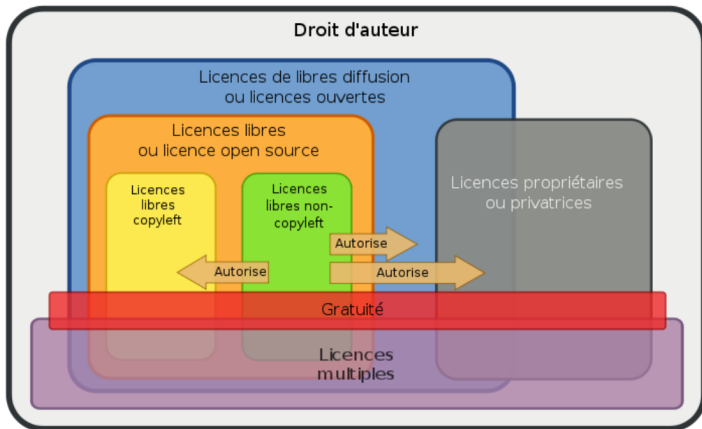 Droit d'auteur
Licences de libres diffusion
ou licences ouvertes
Licences libres
ou licence open source
Licences
libres
copyleft
Licences
libres non-
copyleft
Licences propriétaires
ou privatrices
Autorise
Autorise
Autorise
Gratuité
Licences
multiples